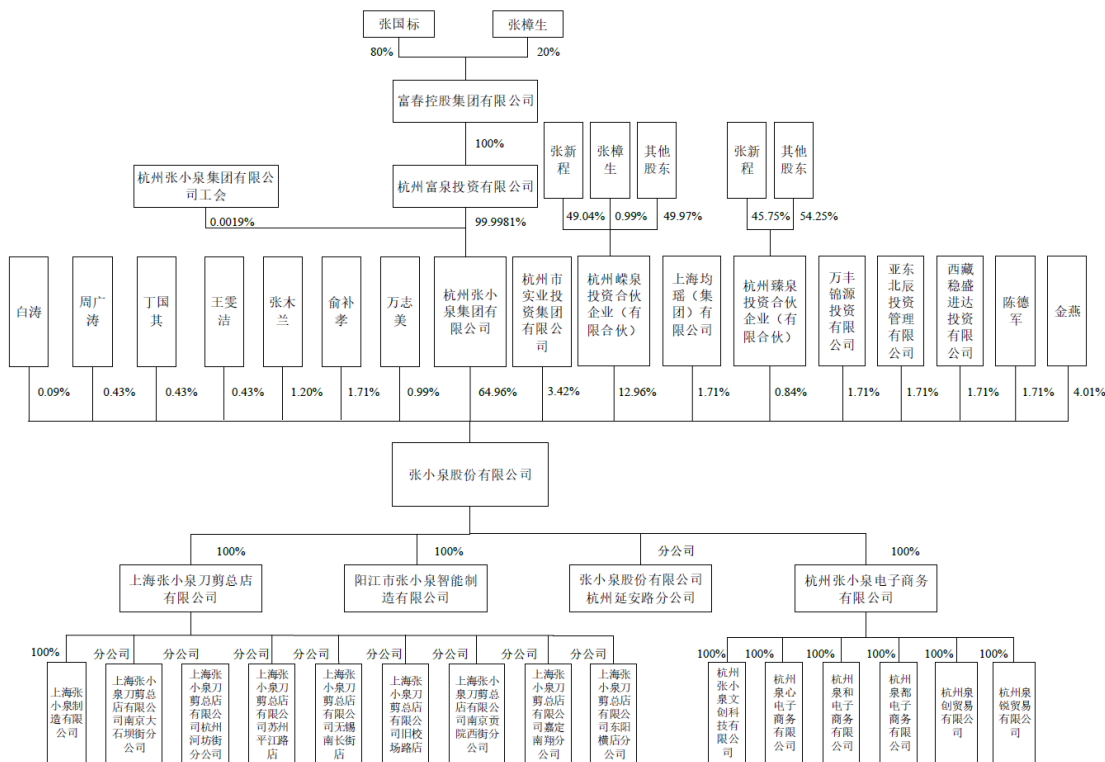 张国标
张樟生
80%
20%
富春控股集团有限公司
100%
张新
程
张樟
生
其他
股东
张新
程
其他
股东
杭州张小泉集团有限公
司工会
杭州富泉投资有限公司
0.0019%
99.9981%
49.04%
0.99%
49.97%
45.75%
54.25%
白涛
周广
涛
丁国
其
王雯
洁
张木
兰
俞补
孝
万志
美
杭州张小
泉集团有
限公司
杭州市
实业投
资集团
有限公
司
杭州嵘泉
投资合伙
企业（有
限合伙）
上海均
瑶（集
团）有
限公司
杭州臻泉
投资合伙
企业（有
限合伙）
万丰
锦源
投资
有限
公司
亚东
北辰
投资
管理
有限
公司
西藏
稳盛
进达
投资
有限
公司
陈德
军
金燕
0.09%
0.43%
0.43%
0.43%
1.20%
1.71%
0.99%
64.96%
3.42%
12.96%
1.71%
0.84%
1.71%
1.71%
1.71%
1.71%
4.01%
张小泉股份有限公司
100%
100%
分公司
100%
上海张小泉刀剪总店
有限公司
阳江市张小泉智能制
造有限公司
张小泉股份有限公司
杭州延安路分公司
杭州张小泉电子商务
有限公司
100%
分公司
分公司
分公司
分公司
分公司
分公司
分公司
分公司
100%
100%
100%
100%
100%
100%
上海张
小泉制
造有限
公司
上海张小
泉刀剪总
店有限公
司南京大
石坝街分
公司
上海张
小泉刀
剪总店
有限公
司杭州
河坊街
分公司
上海张
小泉刀
剪总店
有限公
司苏州
平江路
店
上海张
小泉刀
剪总店
有限公
司无锡
南长街
店
上海张
小泉刀
剪总店
有限公
司旧校
场路店
上海张小
泉刀剪总
店有限公
司南京贡
院西街分
公司
上海张
小泉刀
剪总店
有限公
司嘉定
南翔分
公司
上海张
小泉刀
剪总店
有限公
司东阳
横店分
公司
杭州
张小
泉文
创科
技有
限公
司
杭州
泉心
电子
商务
有限
公司
杭州
泉和
电子
商务
有限
公司
杭州
泉都
电子
商务
有限
公司
杭州泉
创贸易
有限公
司
杭州泉
锐贸易
有限公
司